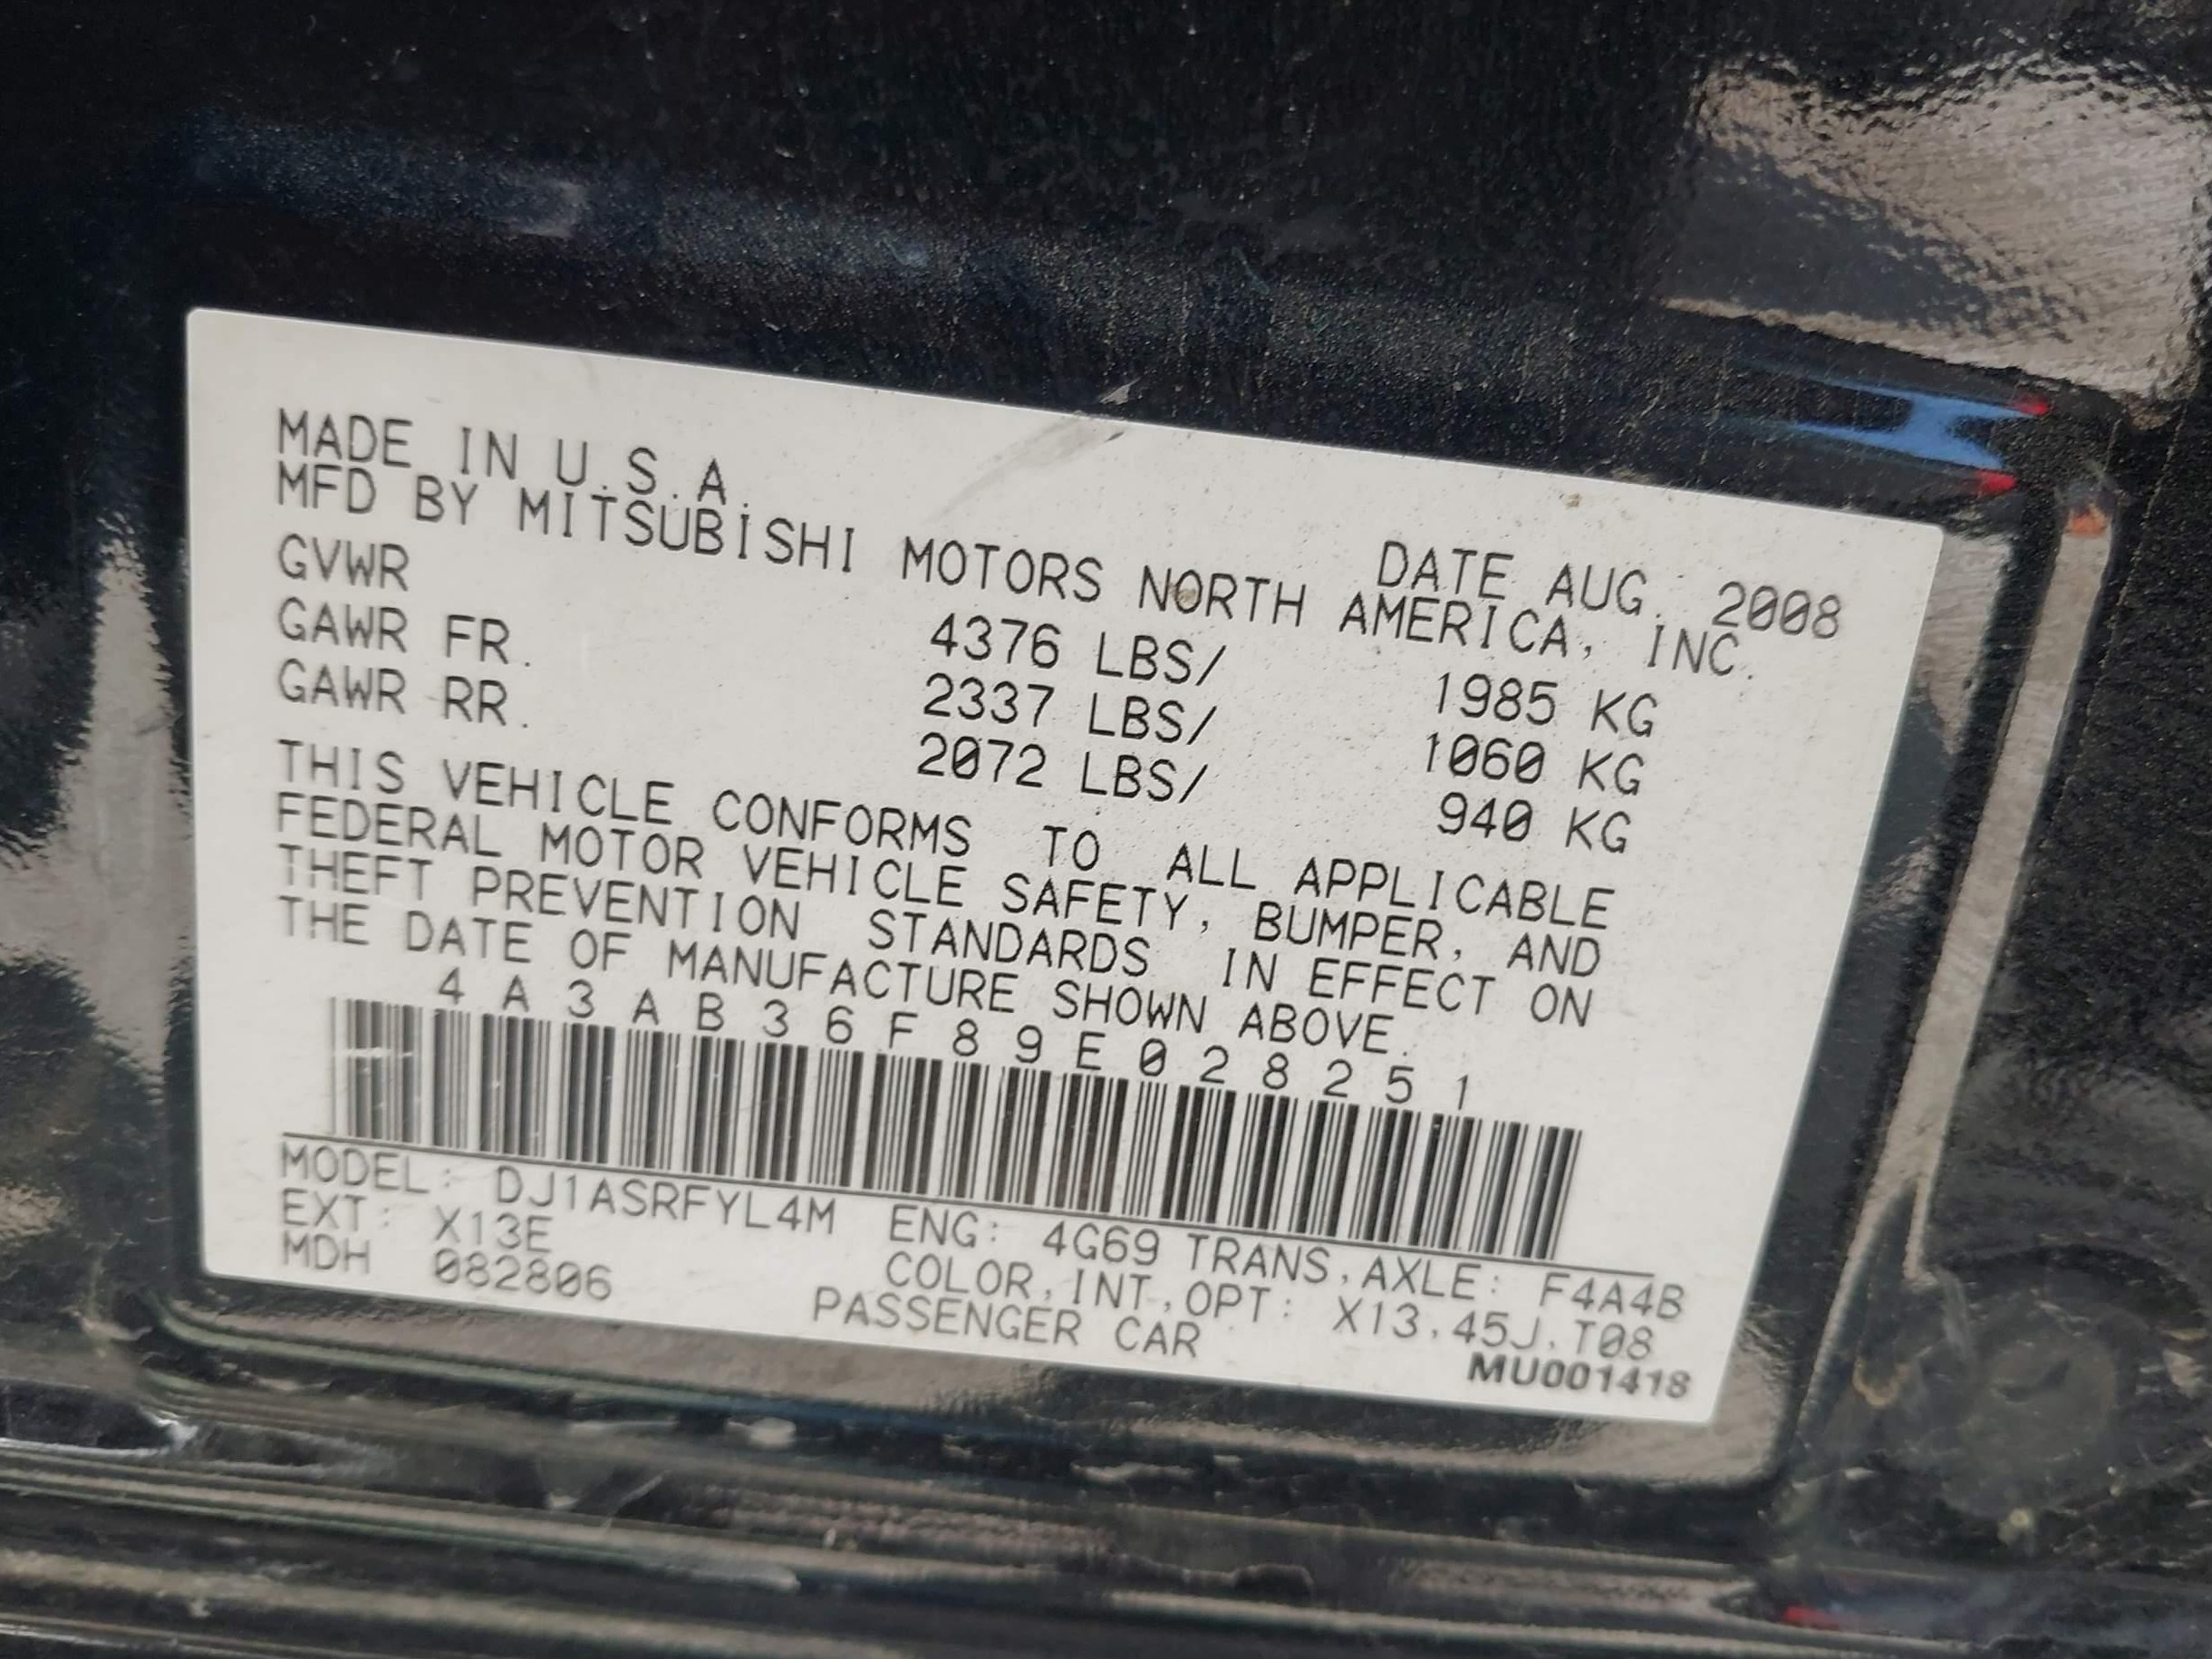 MADE IN U.S.A. DATE AUG. 2008
MFD BY MITSUBISHI MOTORS NORTH AMERICA, INC.
GVWR 4376 LBS/ 1985 KG
GAWR FR. 2337 LBS/ 1060 KG
GAWR RR. 2072 LBS/ 940 KG
THIS VEHICLE CONFORMS TO ALL APPLICABLE
FEDERAL MOTOR VEHICLE SAFETY, BUMPER, AND
THEFT PREVENTION STANDARDS IN EFFECT ON
THE DATE OF MANUFACTURE SHOWN ABOVE.
4A3AB36F89E028251
MODEL: DJ1ASRFYL4M ENG: 4G69 TRANS,AXLE: F4A4B
EXT: X13E COLOR,INT,OPT: X13,45J,T08
MDH 082806 PASSENGER CAR
MU001418